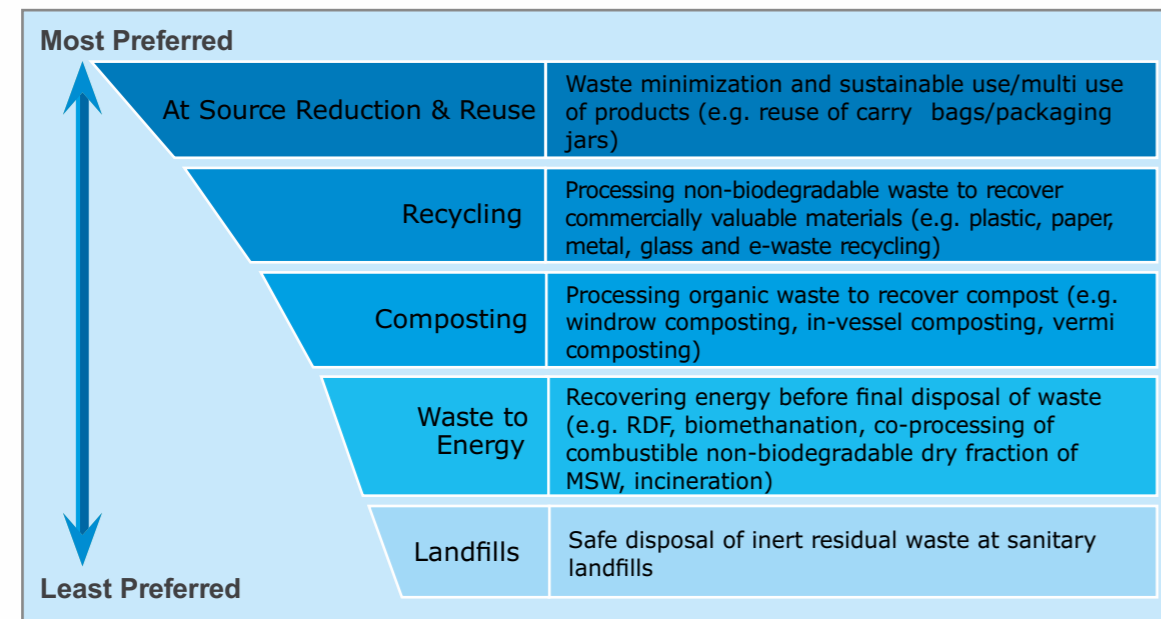 Most Preferred
At Source Reduction & Reuse
Waste minimization and sustainable use/multi use
of products (e.g. reuse of carry bags/packaging
jars)
Recycling
Processing non-biodegradable waste to recover
commercially valuable materials (e.g. plastic, paper,
metal, glass and e-waste recycling)
Composting
Processing organic waste to recover compost (e.g.
windrow composting, in-vessel composting, vermi
composting)
Waste to
Energy
Recovering energy before final disposal of waste
(e.g. RDF, biomethanation, co-processing of
combustible non-biodegradable dry fraction of
MSW, incineration)
Landfills
Safe disposal of inert residual waste at sanitary
landfills
Least Preferred